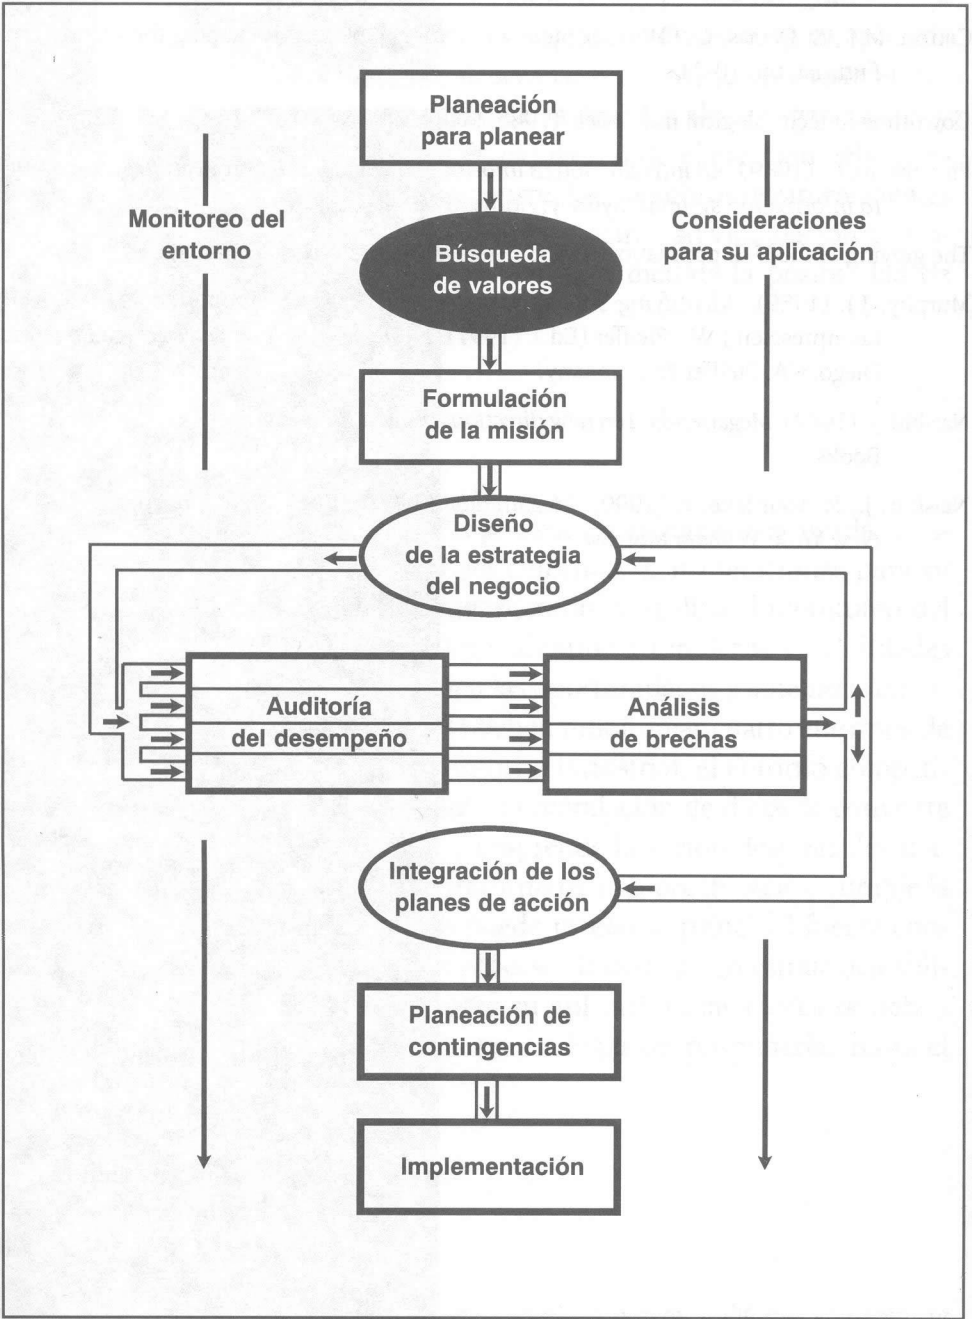 Planeación
para planear
Monitoreo del
entorno
Consideraciones
para su aplicación
Búsqueda
de valores
Formulación
de la misión
Diseño
de la estrategia
del negocio
Auditoría
del desempeño
Análisis
de brechas
Integración de los
planes de acción
Planeación de
contingencias
Implementación